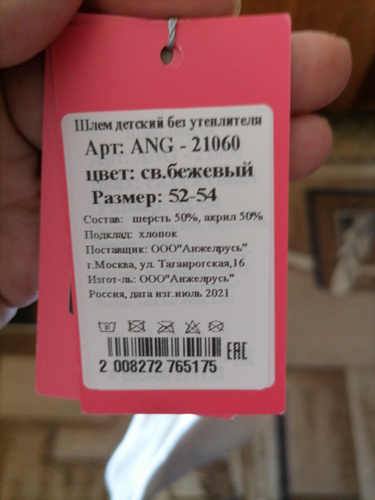 Шлем детский без утеплителя
Арт: ANG - 21060
цвет: св.бежевый
Размер: 52-54
Состав: шерсть 50%, акрил 50%
Подклад: хлопок
Поставщик: ООО"Анжелрусь"
г.Москва, ул. Таганрогская,16
Изгот-ль: ООО"Анжелрусь"
Россия, дата изг.июль 2021
EAC
2 008272 765175